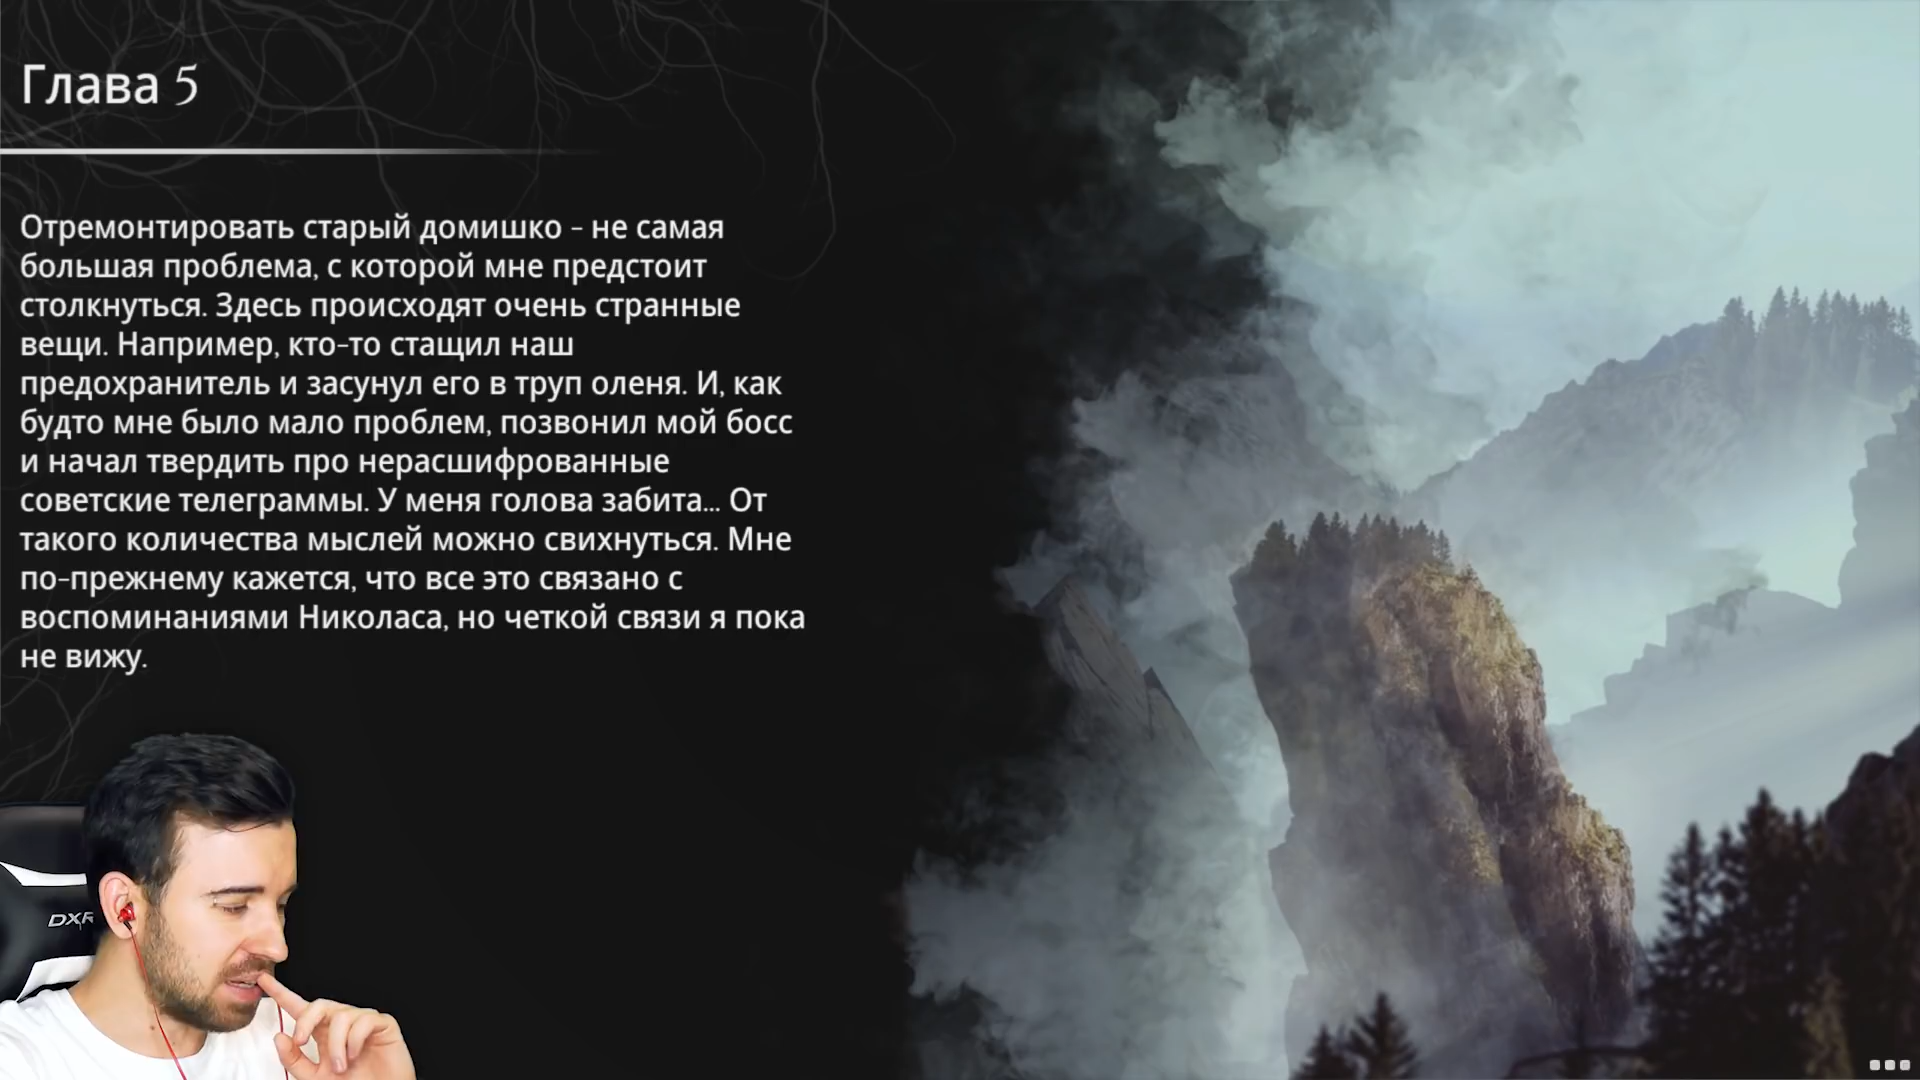 Глава 5
Отремонтировать старый домишко - не самая
большая проблема, с которой мне предстоит
столкнуться. Здесь происходят очень странные
вещи. Например, кто-то стащил наш
предохранитель и засунул его в труп оленя. И, как
будто мне было мало проблем, позвонил мой босс
и начал твердить про нерасшифрованные
советские телеграммы. У меня голова забита... От
такого количества мыслей можно свихнуться. Мне
по-прежнему кажется, что все это связано с
воспоминаниями Николаса, но четкой связи я пока
не вижу.
DXR